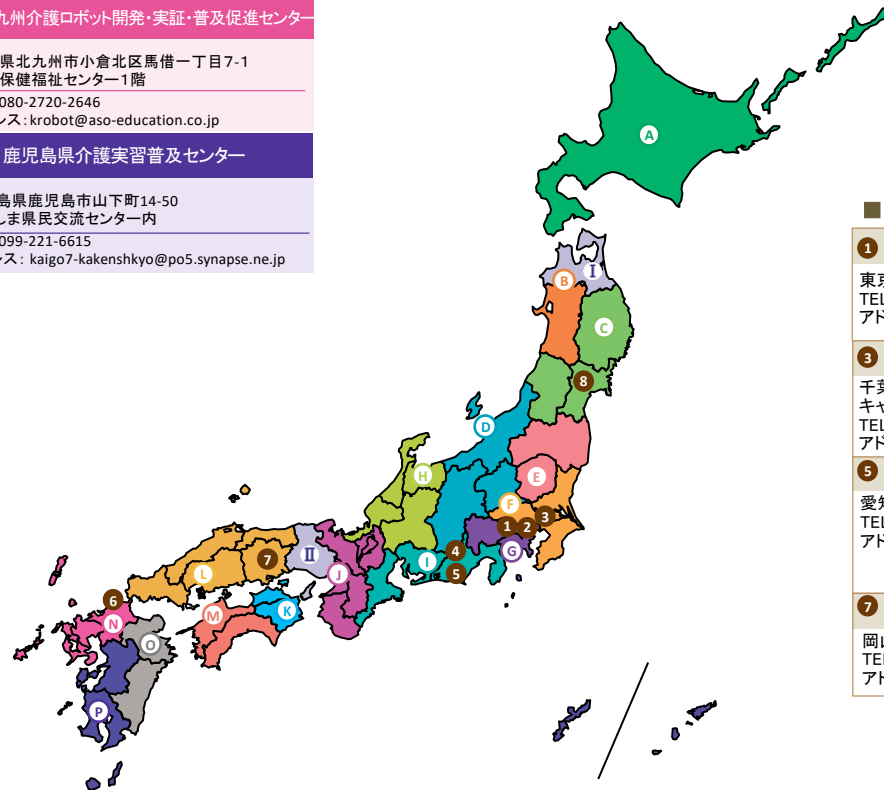 九州介護ロボット開発・実証・普及促進センター
県北九州市小倉北区馬借一丁目7-1
保健福祉センター1階
080-2720-2646
レス：krobot@aso-education.co.jp
鹿児島県介護実習普及センター
島県鹿児島市山下町14-50
しま県民交流センター内
099-221-6615
レス： kaigo7-kakenshkyo@po5.synapse.ne.jp
A
B
I
C
8
D
H
E
F
1
2
3
G
4
5
I
7
II
J
L
K
M
6
N
O
P
■
1
東京
TEL
アド
3
千葉
キャ
TEL
アド
5
愛知
TEL
アド
7
岡山
TEL
アド